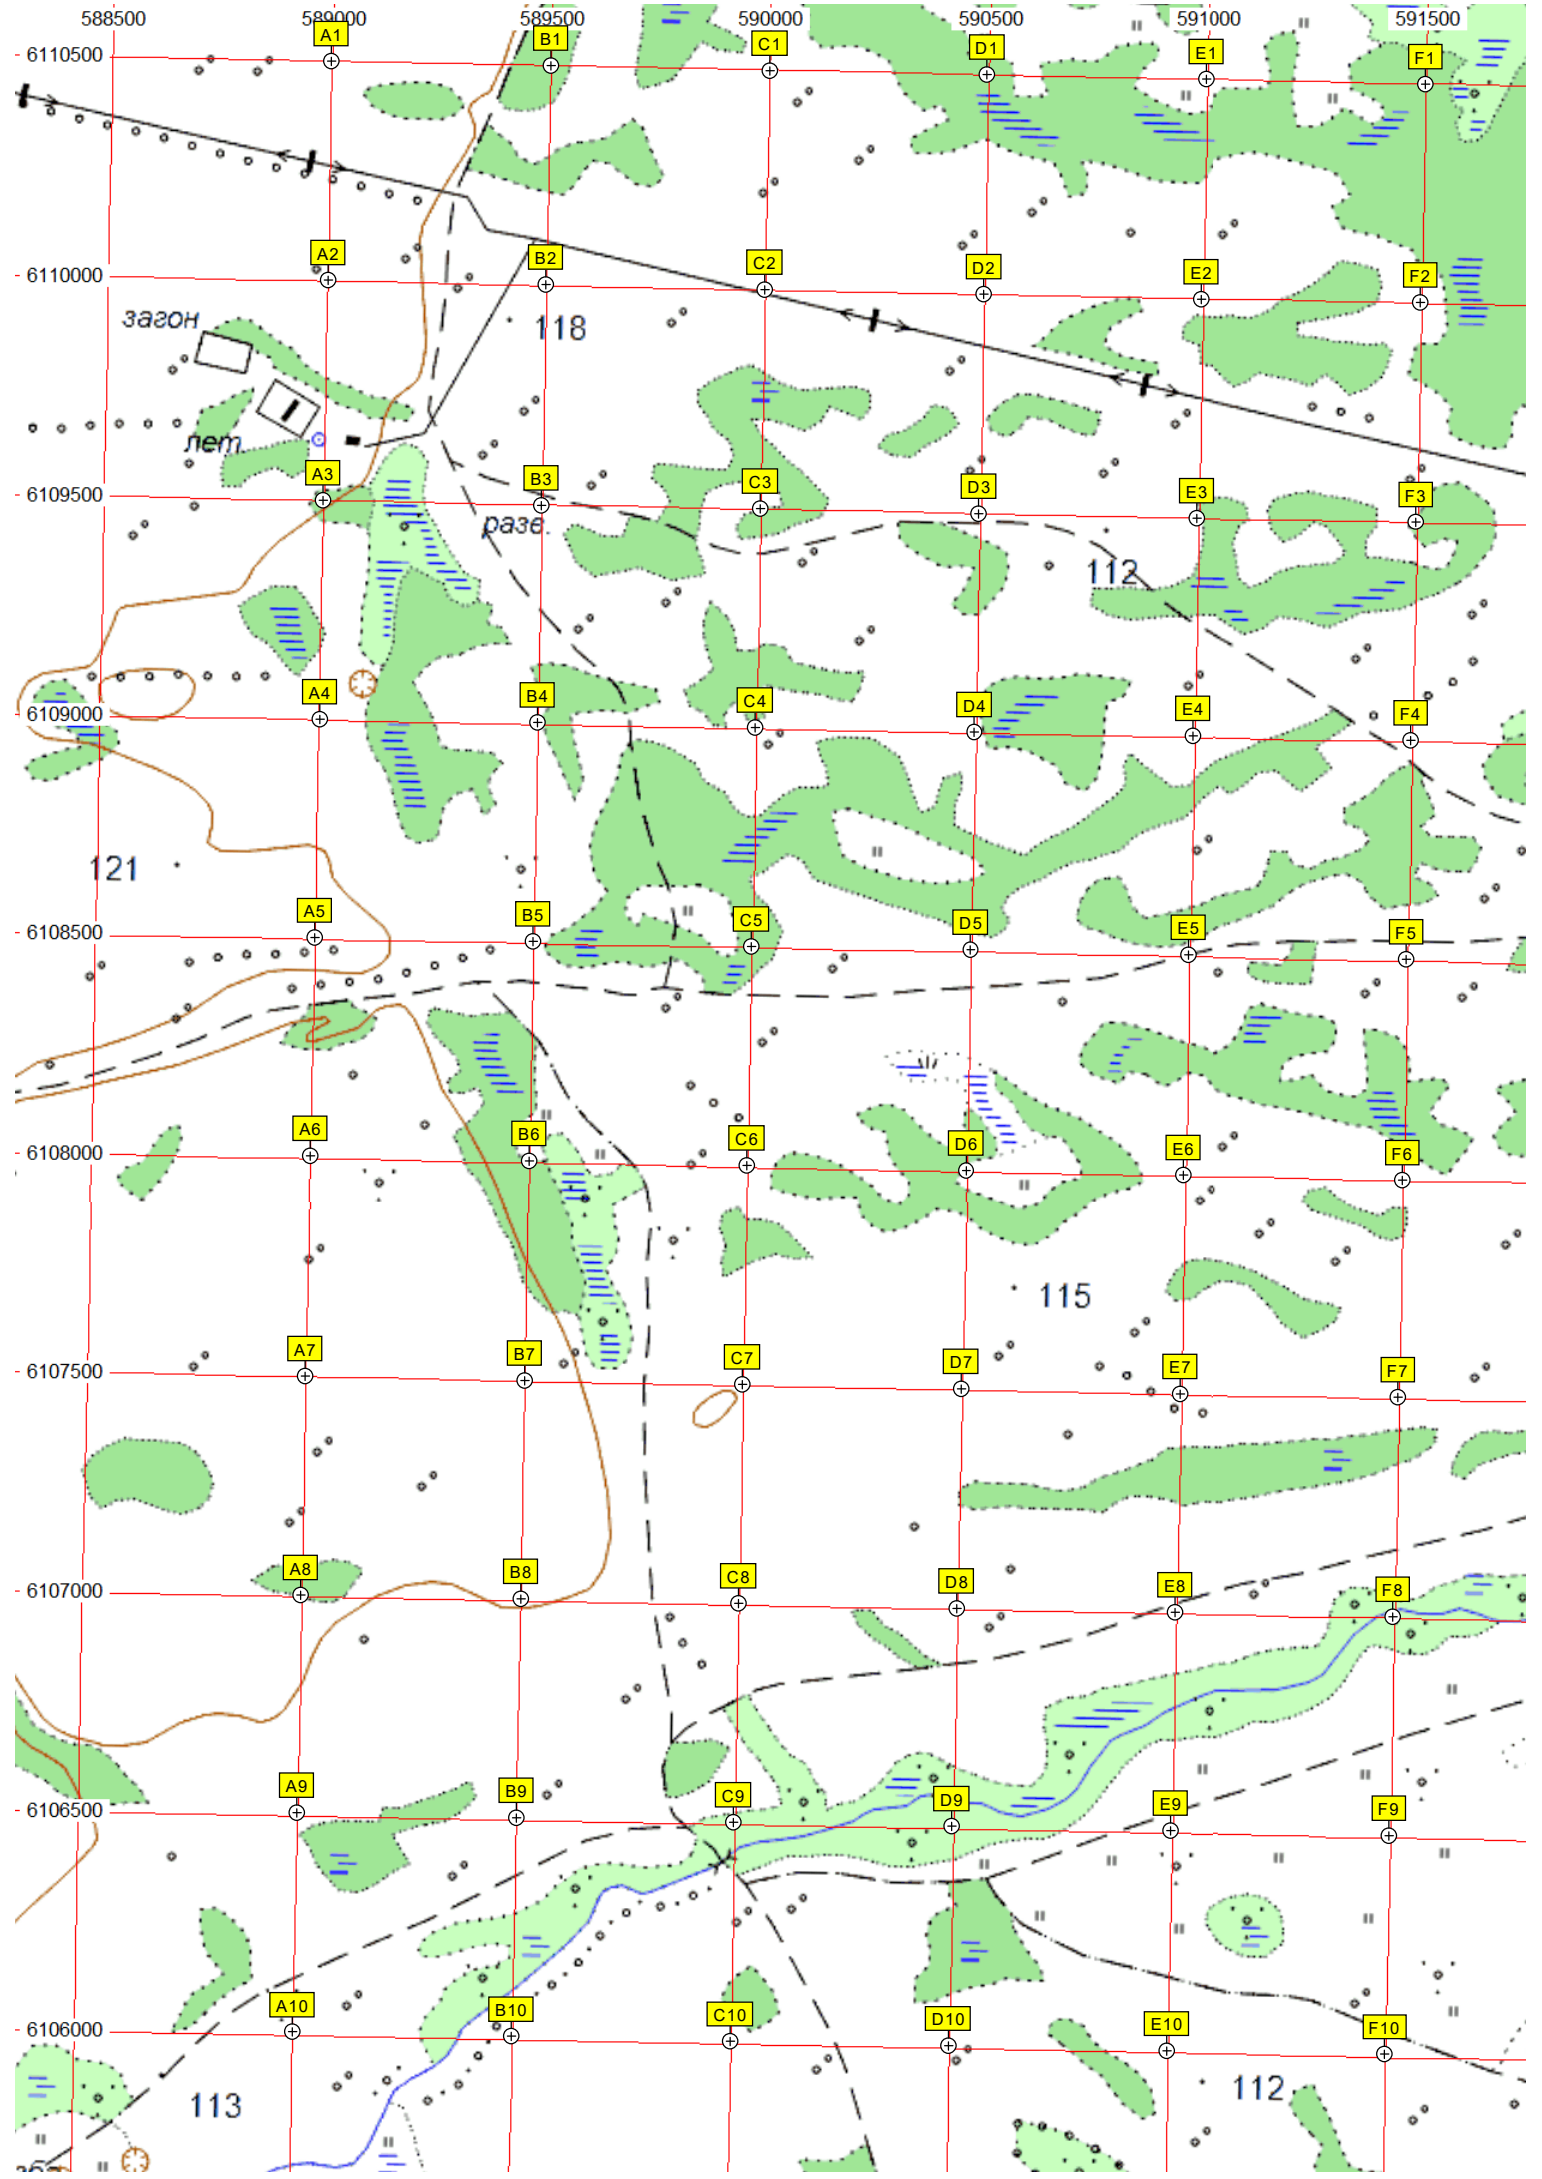 588500 589000 589500 590000 590500 591000 591500
A1 B1 C1 D1 E1 F1
6110500
A2 B2 C2 D2 E2 F2
6110000
загон
118
лет.
A3 B3 C3 D3 E3 F3
6109500
разв.
112
A4 B4 C4 D4 E4 F4
6109000
121
A5 B5 C5 D5 E5 F5
6108500
A6 B6 C6 D6 E6 F6
6108000
115
A7 B7 C7 D7 E7 F7
6107500
A8 B8 C8 D8 E8 F8
6107000
A9 B9 C9 D9 E9 F9
6106500
A10 B10 C10 D10 E10 F10
6106000
113
112